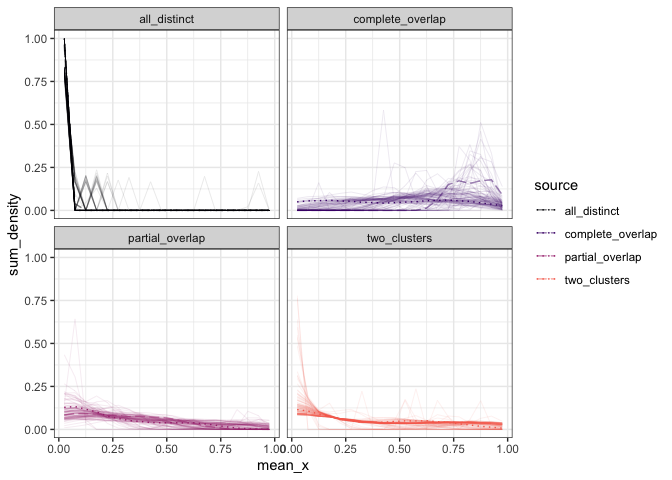 all_distinct
complete_overlap
1.00
0.75
0.50
0.25
0.00
partial_overlap
two_clusters
1.00
0.75
0.50
0.25
0.00
0.00 0.25 0.50 0.75 1.00
0.00 0.25 0.50 0.75 1.00
mean_x
sum_density
source
all_distinct
complete_overlap
partial_overlap
two_clusters